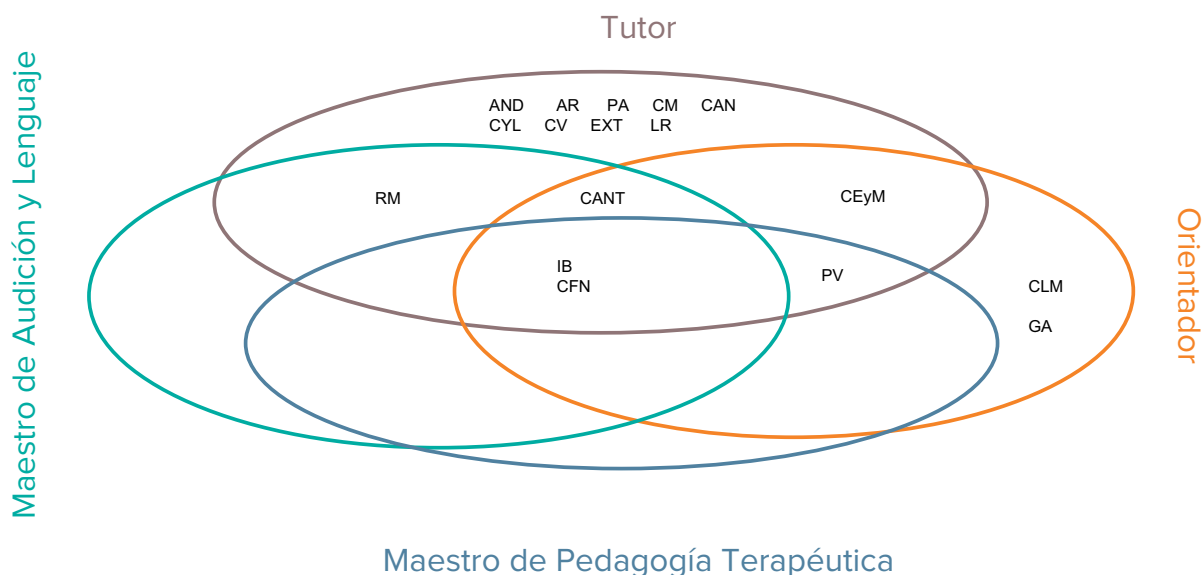 Tutor
Maestro de Audición y Lenguaje
AND AR PA CM CAN
CYL CV EXT LR
RM
CANT
CEyM
IB
CFN
PV
CLM
GA
Orientador
Maestro de Pedagogía Terapéutica